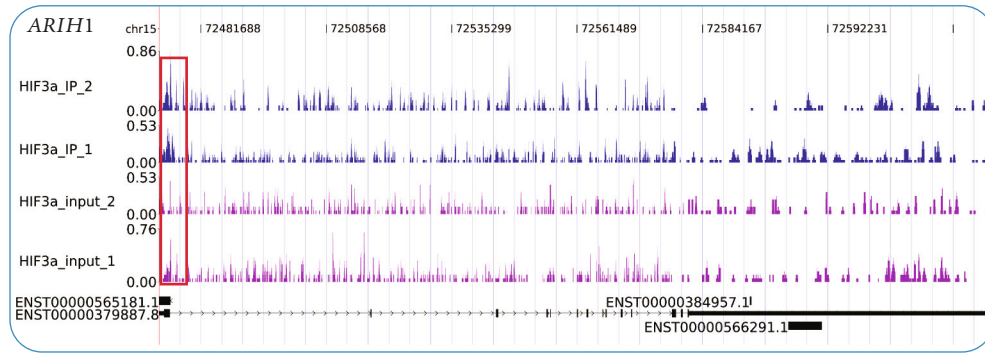 ARIH1
chr15 72481688 72508568 72535299 72561489 72584167 72592231
0.86
HIF3a_IP_2
0.00
0.53
HIF3a_IP_1
0.00
0.53
HIF3a_input_2
0.00
0.76
HIF3a_input_1
0.00
ENST00000565181.1 ENST00000384957.1
ENST00000379887.8
ENST00000566291.1